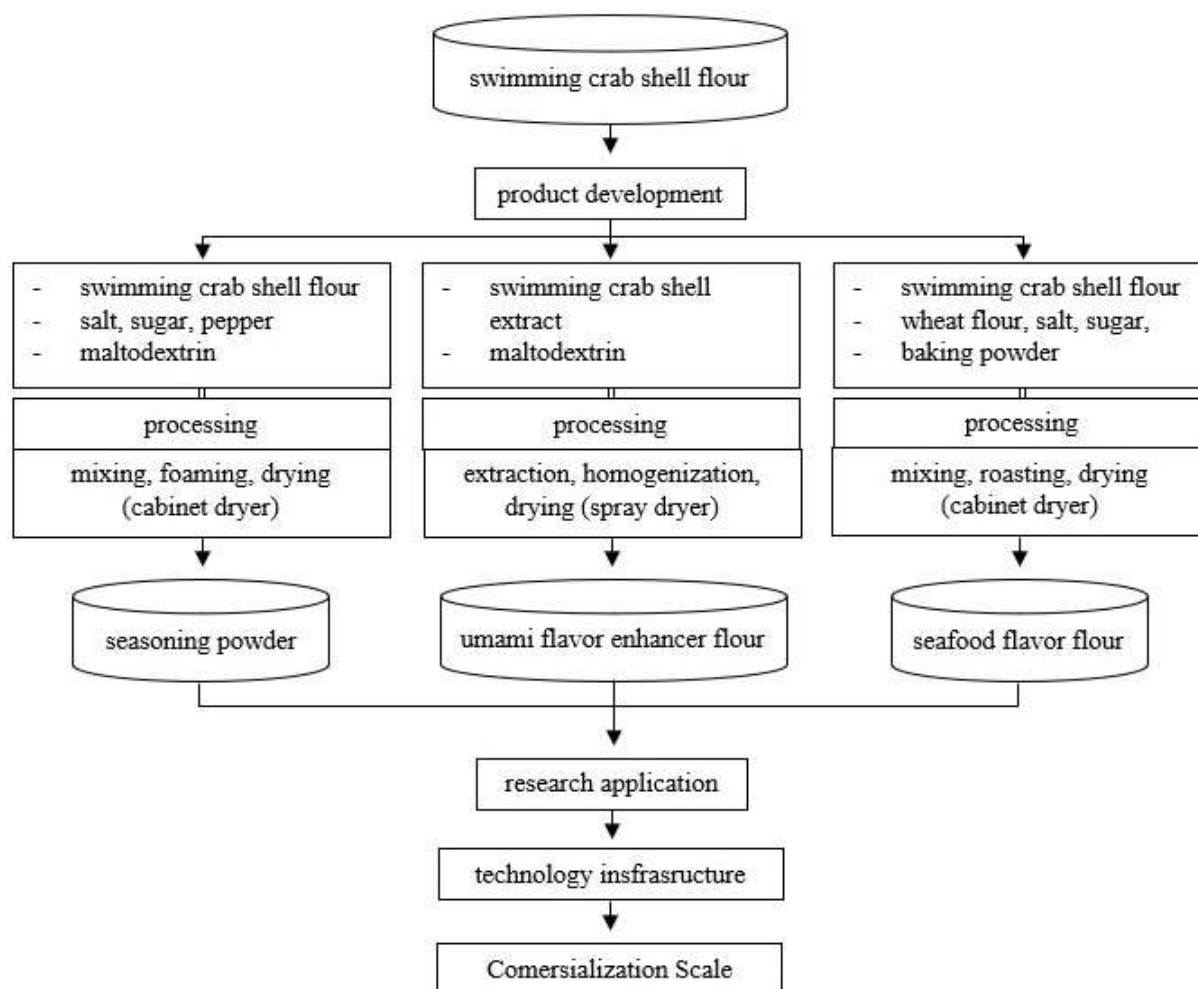 swimming crab shell flour
product development
- swimming crab shell flour
- salt, sugar, pepper
- maltodextrin
processing
mixing, foaming, drying
(cabinet dryer)
seasoning powder
- swimming crab shell
extract
- maltodextrin
processing
extraction, homogenization,
drying (spray dryer)
umami flavor enhancer flour
- swimming crab shell flour
- wheat flour, salt, sugar,
- baking powder
processing
mixing, roasting, drying
(cabinet dryer)
seafood flavor flour
research application
technology insfrasructure
Comersialization Scale